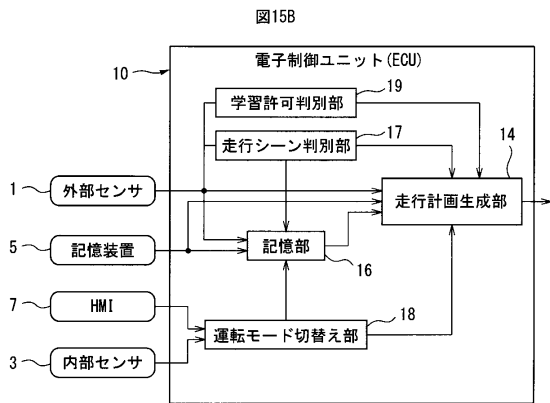 図15B
電子制御ユニット(ECU)
10
学習許可判別部
19
走行シーン判別部
17
14
1
外部センサ
走行計画生成部
5
記憶装置
記憶部
16
7
HMI
運転モード切替え部
18
3
内部センサ